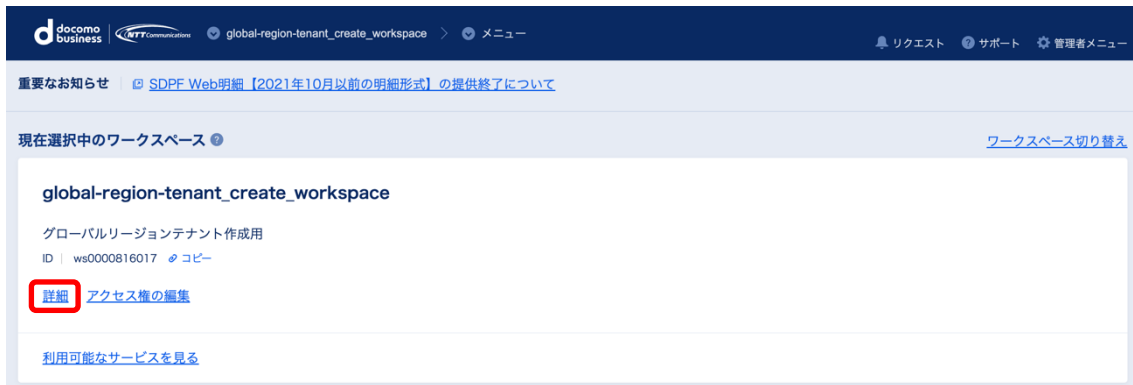 docomo business NTT Communications global-region-tenant_create_workspace > メニュー リクエスト サポート 管理者メニュー
重要なお知らせ SDPF Web明細【2021年10月以前の明細形式】の提供終了について
現在選択中のワークスペース ワークスペース切り替え
global-region-tenant_create_workspace
グローバルリージョンテナント作成用
ID ws0000816017 コピー
詳細 アクセス権の編集
利用可能なサービスを見る